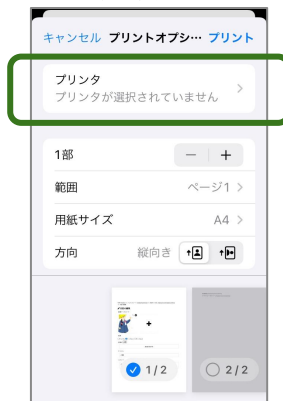 キャンセル プリントオプシ… プリント
プリンタ
プリンタが選択されていません
1部
範囲 ページ1
用紙サイズ A4
方向 縦向き
1 / 2
2 / 2